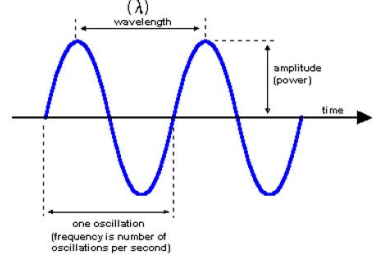 (λ)
wavelength
amplitude
(power)
time
one oscillation
(frequency is number of
oscillations per second)